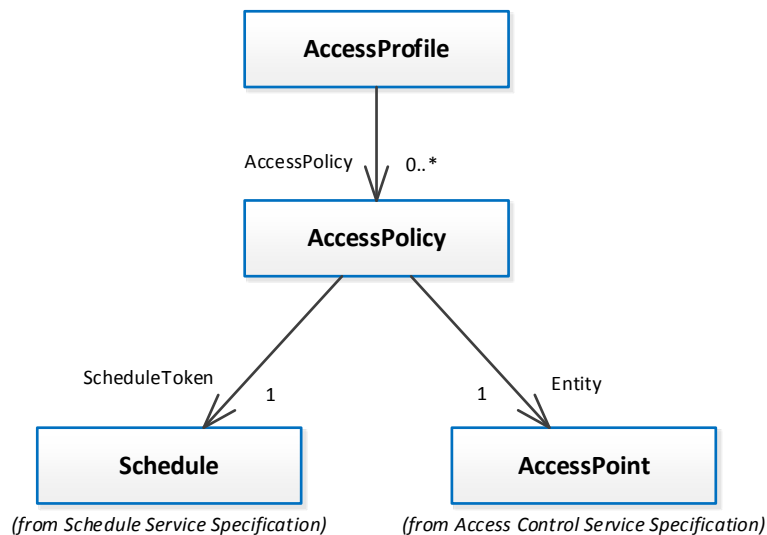 AccessProfile
AccessPolicy 0..*
AccessPolicy
ScheduleToken 1
1 Entity
Schedule
AccessPoint
(from Schedule Service Specification)
(from Access Control Service Specification)